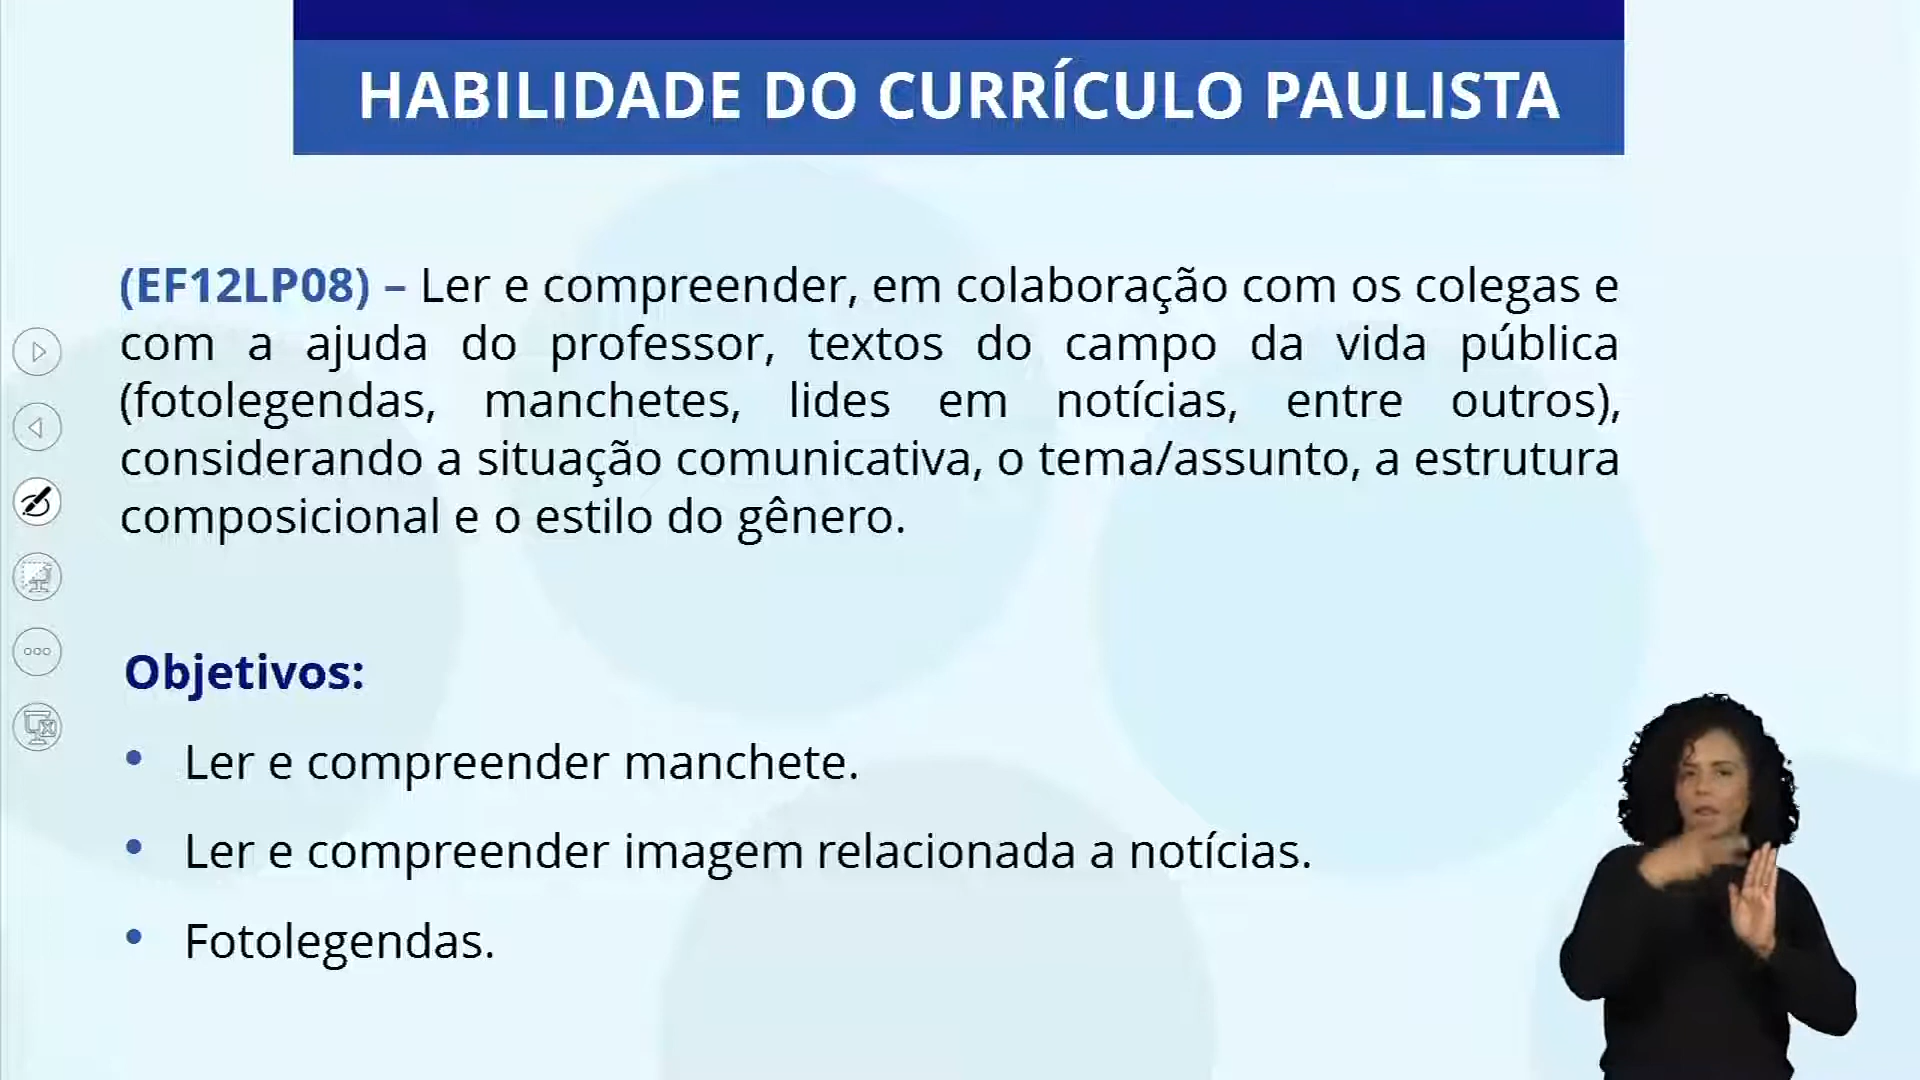 HABILIDADE DO CURRÍCULO PAULISTA
(EF12LP08) – Ler e compreender, em colaboração com os colegas e
com a ajuda do professor, textos do campo da vida pública
(fotolegendas, manchetes, lides em notícias, entre outros),
considerando a situação comunicativa, o tema/assunto, a estrutura
composicional e o estilo do gênero.
Objetivos:
• Ler e compreender manchete.
• Ler e compreender imagem relacionada a notícias.
• Fotolegendas.